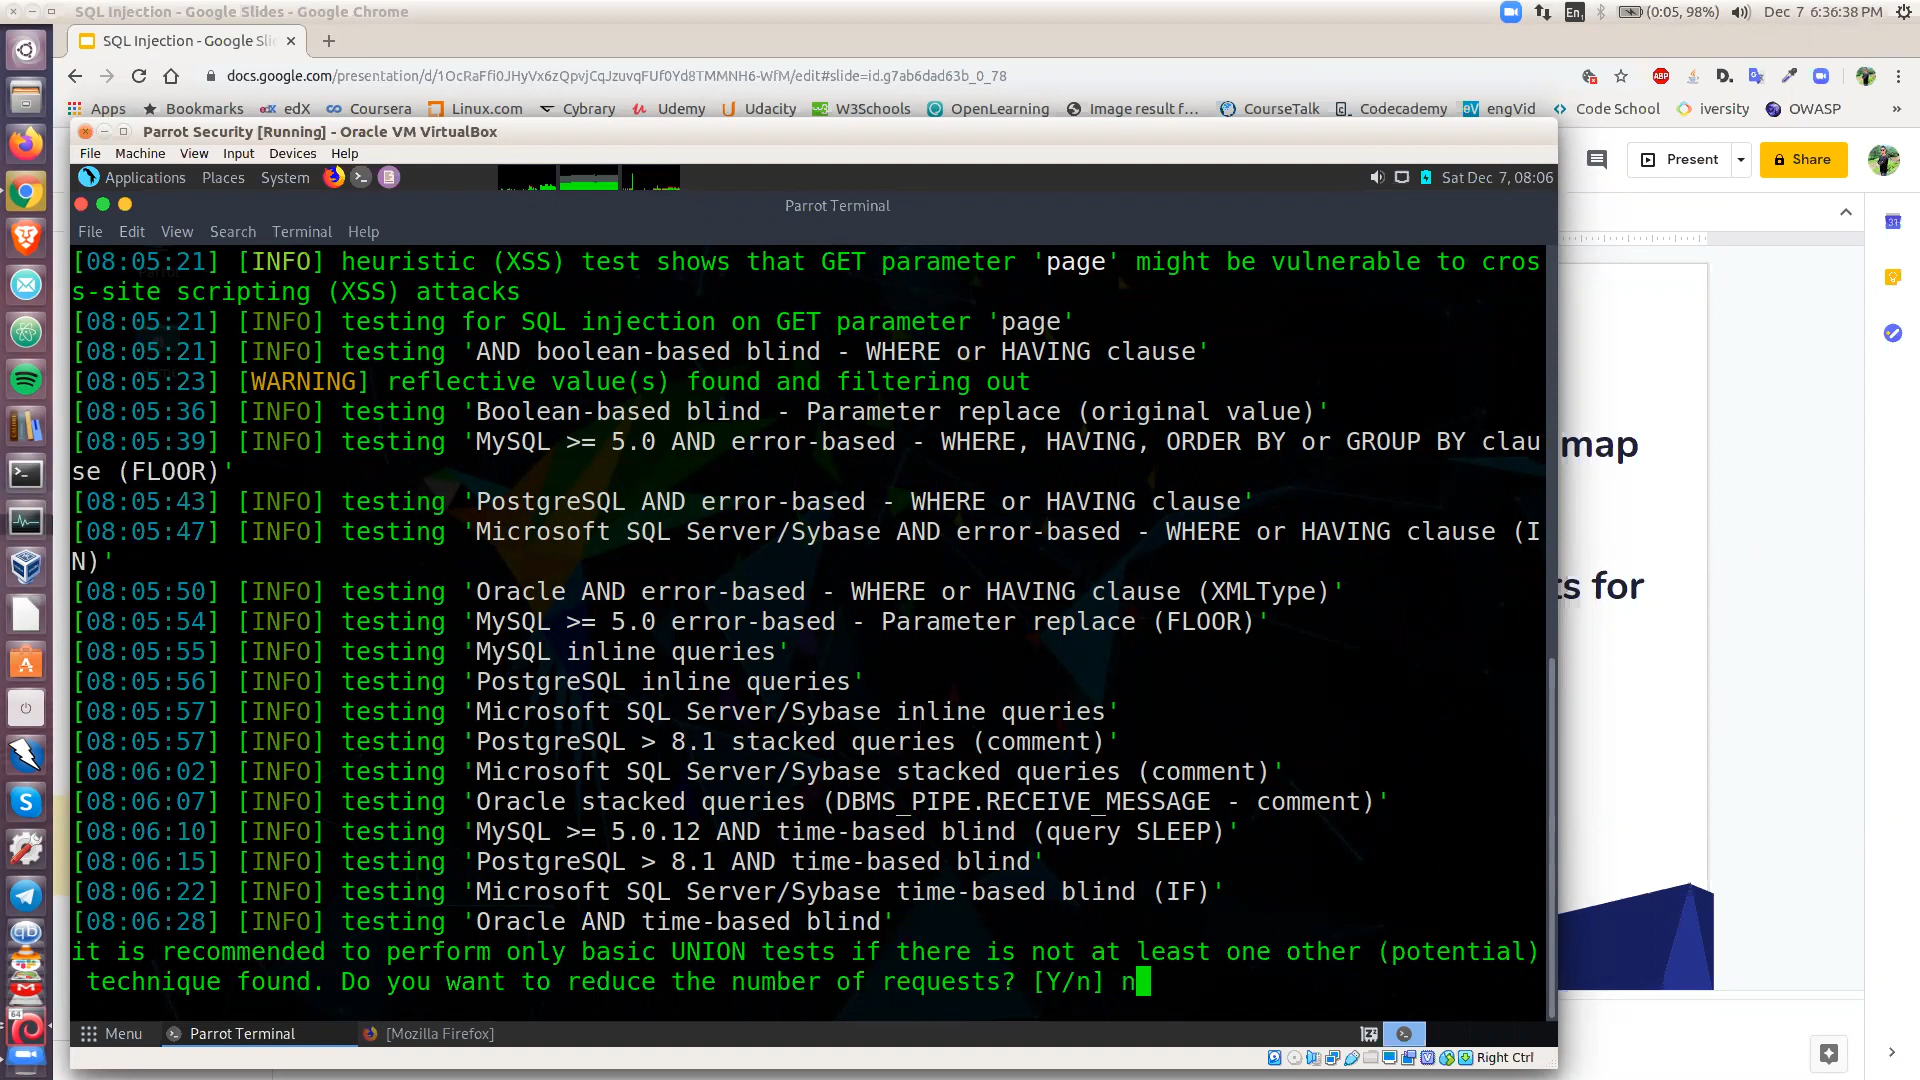 SQL Injection - Google Slides - Google Chrome
En
(0:05, 98%)
Dec 7 6:36:38 PM
SQL Injection - Google Slid
docs.google.com/presentation/d/1OcRaFfi0JHyVx6zQpvjCqJzuvqFUf0Yd8TMMNH6-WfM/edit#slide=id.g7ab6dad63b_0_78
ABP
D.
Apps
Bookmarks
edX
Coursera
Linux.com
Cybrary
Udemy
Udacity
W3Schools
OpenLearning
Image result f...
CourseTalk
Codecademy
engVid
Code School
iversity
OWASP
»
Parrot Security [Running] - Oracle VM VirtualBox
File Machine View Input Devices Help
Present
Share
Applications Places System
Sat Dec 7, 08:06
Parrot Terminal
File Edit View Search Terminal Help
[08:05:21] [INFO] heuristic (XSS) test shows that GET parameter 'page' might be vulnerable to cros
s-site scripting (XSS) attacks
[08:05:21] [INFO] testing for SQL injection on GET parameter 'page'
[08:05:21] [INFO] testing 'AND boolean-based blind - WHERE or HAVING clause'
[08:05:23] [WARNING] reflective value(s) found and filtering out
[08:05:36] [INFO] testing 'Boolean-based blind - Parameter replace (original value)'
[08:05:39] [INFO] testing 'MySQL >= 5.0 AND error-based - WHERE, HAVING, ORDER BY or GROUP BY clau
se (FLOOR)'
[08:05:43] [INFO] testing 'PostgreSQL AND error-based - WHERE or HAVING clause'
[08:05:47] [INFO] testing 'Microsoft SQL Server/Sybase AND error-based - WHERE or HAVING clause (I
N)'
[08:05:50] [INFO] testing 'Oracle AND error-based - WHERE or HAVING clause (XMLType)'
[08:05:54] [INFO] testing 'MySQL >= 5.0 error-based - Parameter replace (FLOOR)'
[08:05:55] [INFO] testing 'MySQL inline queries'
[08:05:56] [INFO] testing 'PostgreSQL inline queries'
[08:05:57] [INFO] testing 'Microsoft SQL Server/Sybase inline queries'
[08:05:57] [INFO] testing 'PostgreSQL > 8.1 stacked queries (comment)'
[08:06:02] [INFO] testing 'Microsoft SQL Server/Sybase stacked queries (comment)'
[08:06:07] [INFO] testing 'Oracle stacked queries (DBMS_PIPE.RECEIVE_MESSAGE - comment)'
[08:06:10] [INFO] testing 'MySQL >= 5.0.12 AND time-based blind (query SLEEP)'
[08:06:15] [INFO] testing 'PostgreSQL > 8.1 AND time-based blind'
[08:06:22] [INFO] testing 'Microsoft SQL Server/Sybase time-based blind (IF)'
[08:06:28] [INFO] testing 'Oracle AND time-based blind'
it is recommended to perform only basic UNION tests if there is not at least one other (potential)
technique found. Do you want to reduce the number of requests? [Y/n] n
map
ts for
Menu
Parrot Terminal
[Mozilla Firefox]
Right Ctrl